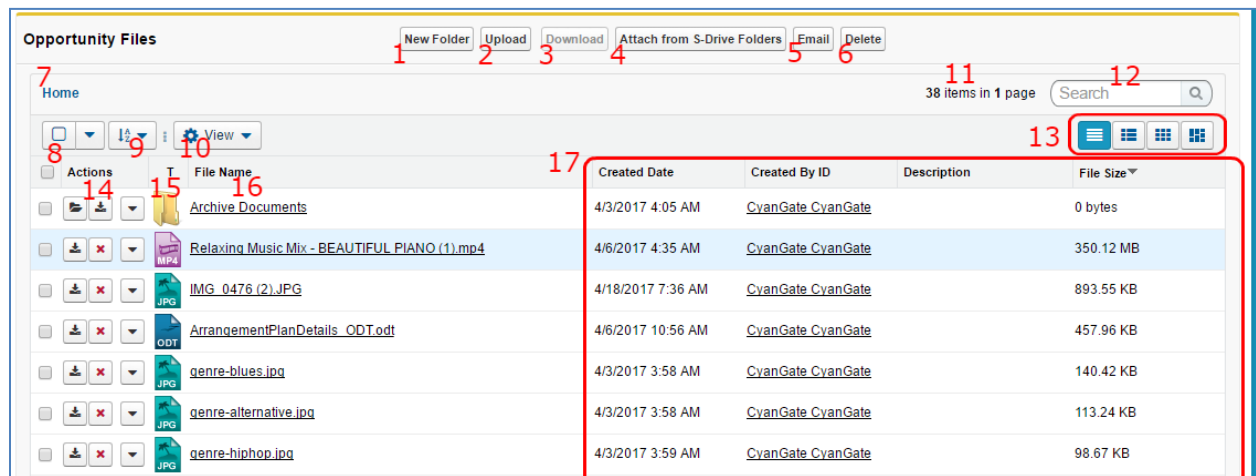 Opportunity Files New Folder Upload Download Attach from S-Drive Folders Email Delete
1 2 3 4 5 6
7 11 12
Home 38 items in 1 page Search
View 13
8 9 10
Actions T File Name 17 Created Date Created By ID Description File Size
14 15 16
Archive Documents 4/3/2017 4:05 AM CyanGate CyanGate 0 bytes
MP4 Relaxing Music Mix - BEAUTIFUL PIANO (1).mp4 4/6/2017 4:35 AM CyanGate CyanGate 350.12 MB
JPG IMG_0476 (2).JPG 4/18/2017 7:36 AM CyanGate CyanGate 893.55 KB
ODT ArrangementPlanDetails_ODT.odt 4/6/2017 10:56 AM CyanGate CyanGate 457.96 KB
JPG genre-blues.jpg 4/3/2017 3:58 AM CyanGate CyanGate 140.42 KB
JPG genre-alternative.jpg 4/3/2017 3:58 AM CyanGate CyanGate 113.24 KB
JPG genre-hiphop.jpg 4/3/2017 3:59 AM CyanGate CyanGate 98.67 KB